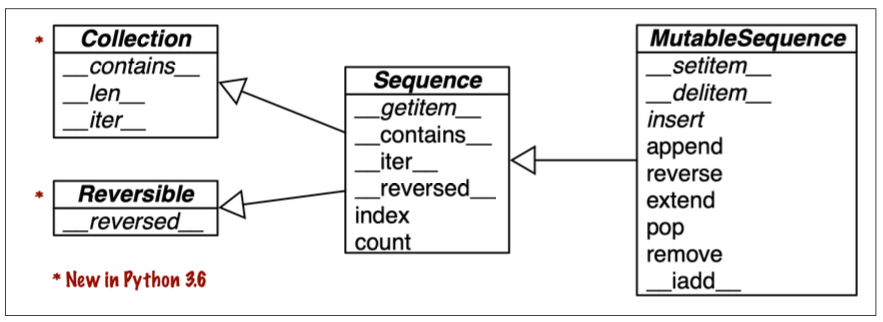 * Collection
__contains__
__len__
__iter__
* Reversible
__reversed__
* New in Python 3.6
Sequence
__getitem__
__contains__
__iter__
__reversed__
index
count
MutableSequence
__setitem__
__delitem__
insert
append
reverse
extend
pop
remove
__iadd__